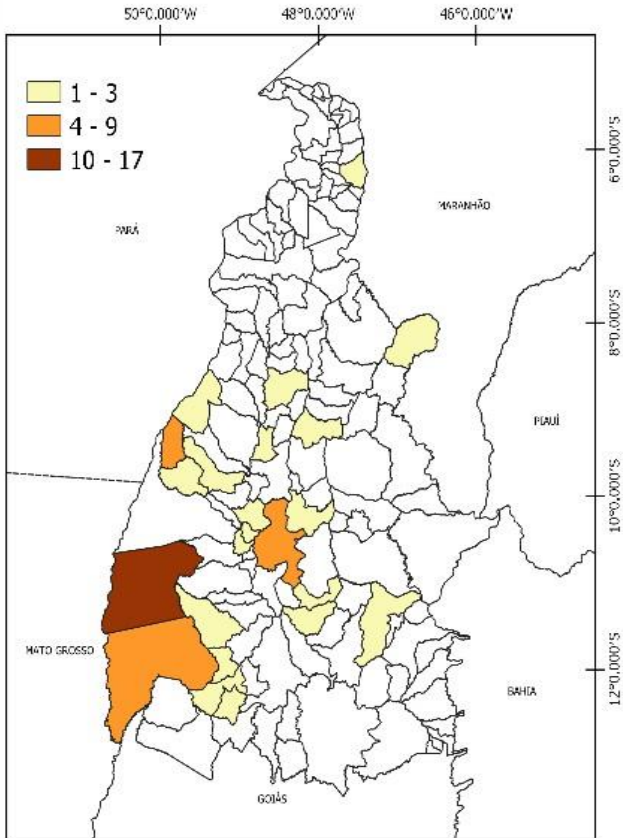 50°0.000'W 48°0.000'W 46°0.000'W
1 - 3
4 - 9
10 - 17
6°0.000'S
MARANHÃO
PARÁ
8°0.000'S
PIAUÍ
10°0.000'S
MATO GROSSO
12°0.000'S
BAHIA
GOIÁS